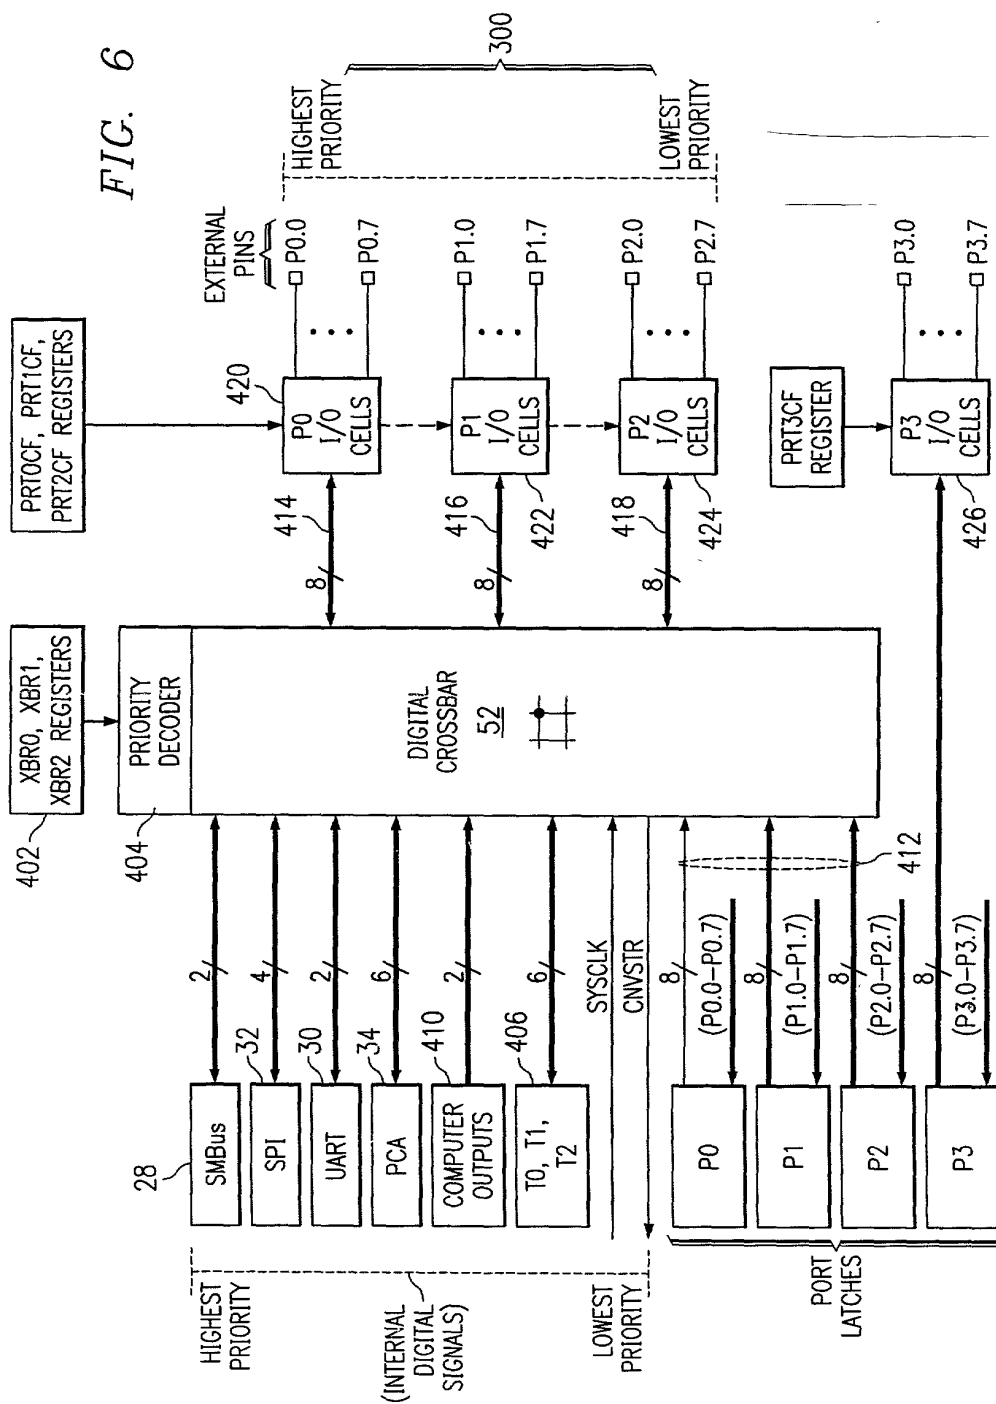 FIG. 6
402
XBR0, XBR1,
XBR2 REGISTERS
PRT0CF, PRT1CF,
PRT2CF REGISTERS
EXTERNAL
PINS
404
PRIORITY
DECODER
DIGITAL
CROSSBAR
52
HIGHEST
PRIORITY
(INTERNAL
DIGITAL
SIGNALS)
LOWEST
PRIORITY
28
SMBus
2
32
SPI
4
30
UART
2
34
PCA
6
410
COMPUTER
OUTPUTS
2
406
T0, T1,
T2
6
SYSCLK
CNVSTR
PORT
LATCHES
P0
8
(P0.0–P0.7)
P1
8
(P1.0–P1.7)
P2
8
(P2.0–P2.7)
P3
8
(P3.0–P3.7)
412
414
8
420
P0
I/O
CELLS
P0.0
P0.7
416
8
422
P1
I/O
CELLS
P1.0
P1.7
418
8
424
P2
I/O
CELLS
P2.0
P2.7
HIGHEST
PRIORITY
300
LOWEST
PRIORITY
PRT3CF
REGISTER
426
P3
I/O
CELLS
P3.0
P3.7